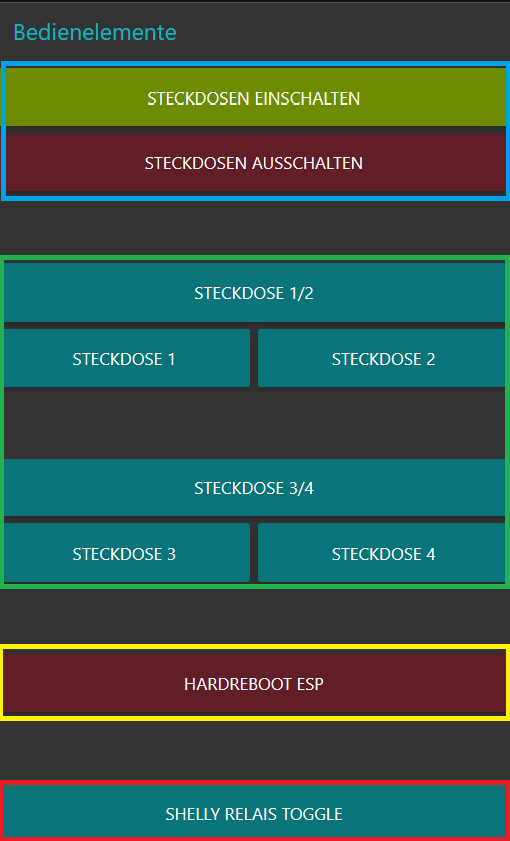 Bedienelemente
STECKDOSEN EINSCHALTEN
STECKDOSEN AUSSCHALTEN
STECKDOSE 1/2
STECKDOSE 1
STECKDOSE 2
STECKDOSE 3/4
STECKDOSE 3
STECKDOSE 4
HARDREBOOT ESP
SHELLY RELAIS TOGGLE